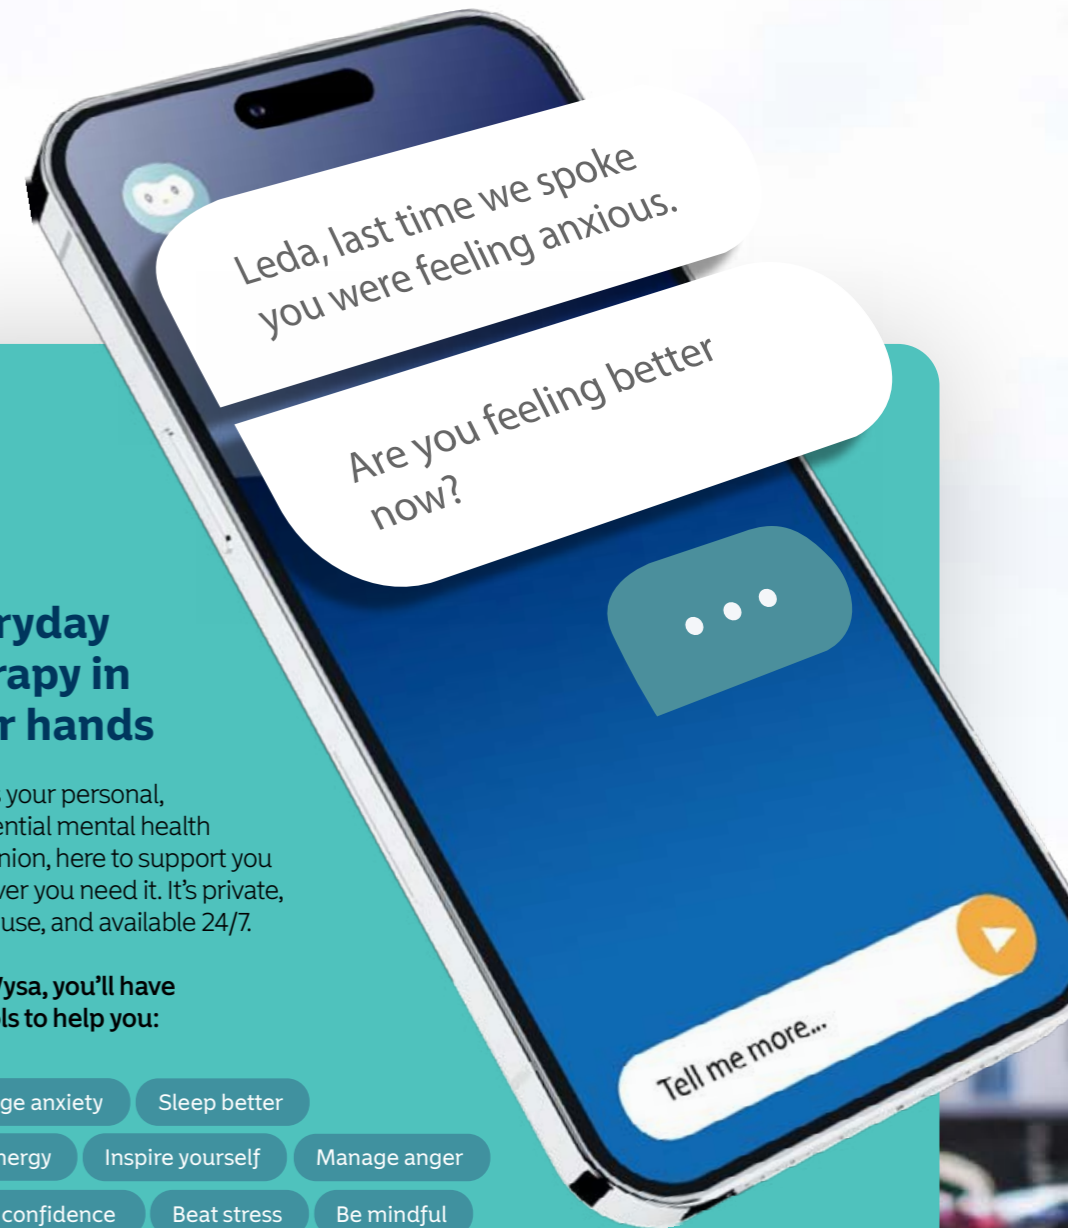 Leda, last time we spoke
you were feeling anxious.
Are you feeling better
now?
Tell me more...
ryday
rapy in
r hands
s your personal,
ential mental health
nion, here to support you
ver you need it. It's private,
use, and available 24/7.
Wysa, you'll have
ls to help you:
ge anxiety Sleep better
nergy Inspire yourself Manage anger
confidence Beat stress Be mindful